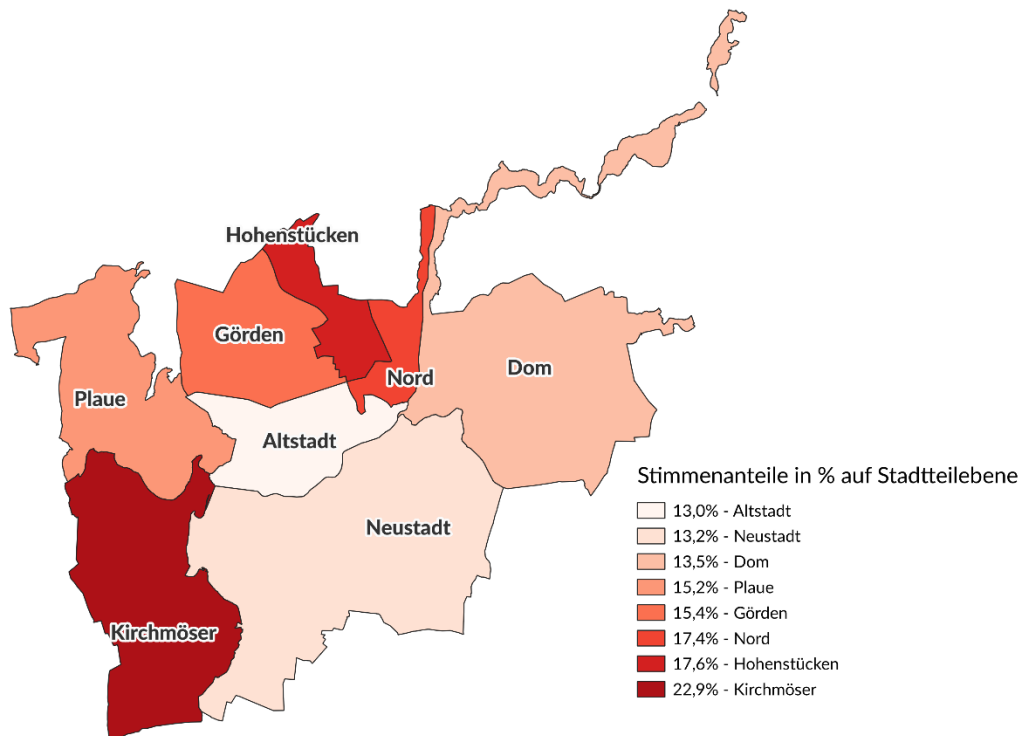 Hohenstücken
Görden
Nord
Dom
Plaue
Altstadt
Neustadt
Kirchmöser
Stimmenanteile in % auf Stadtteilebene
13,0% - Altstadt
13,2% - Neustadt
13,5% - Dom
15,2% - Plaue
15,4% - Görden
17,4% - Nord
17,6% - Hohenstücken
22,9% - Kirchmöser